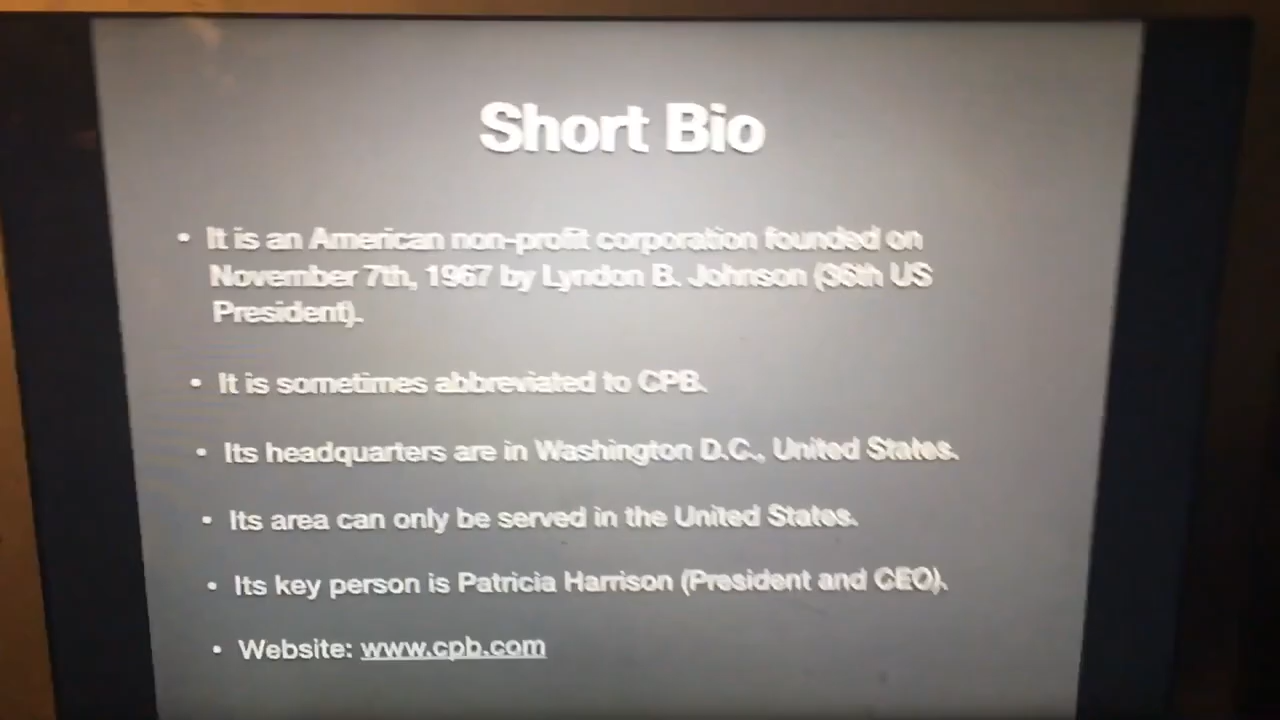 Short Bio
• It is an American non-profit corporation founded on
November 7th, 1967 by Lyndon B. Johnson (36th US
President).
• It is sometimes abbreviated to CPB.
• Its headquarters are in Washington D.C., United States.
• Its area can only be served in the United States.
• Its key person is Patricia Harrison (President and CEO).
• Website: www.cpb.com